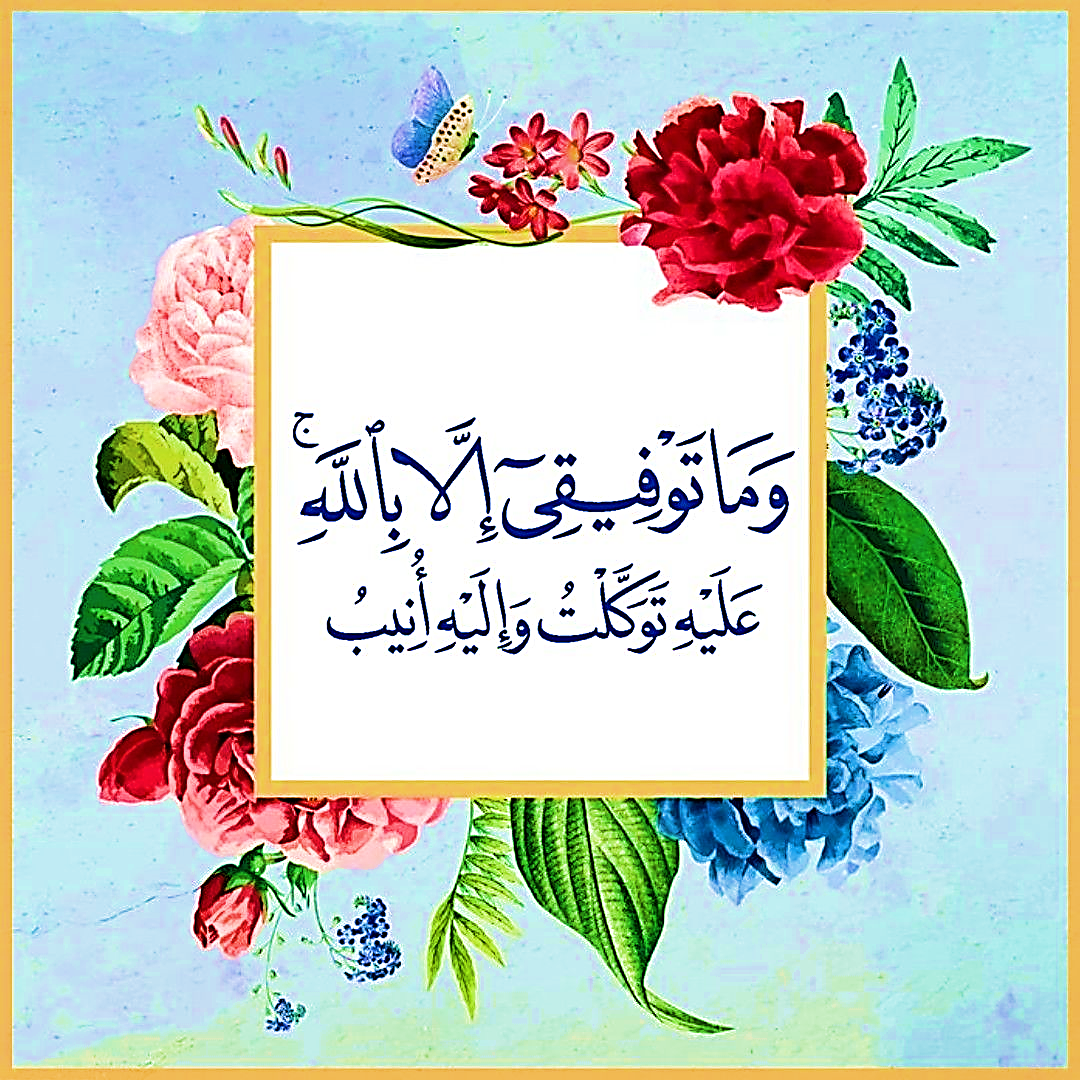 وَمَا تَوْفِيقِىٓ إِلَّا بِٱللَّهِ ۚ
عَلَيْهِ تَوَكَّلْتُ وَإِلَيْهِ أُنِيبُ